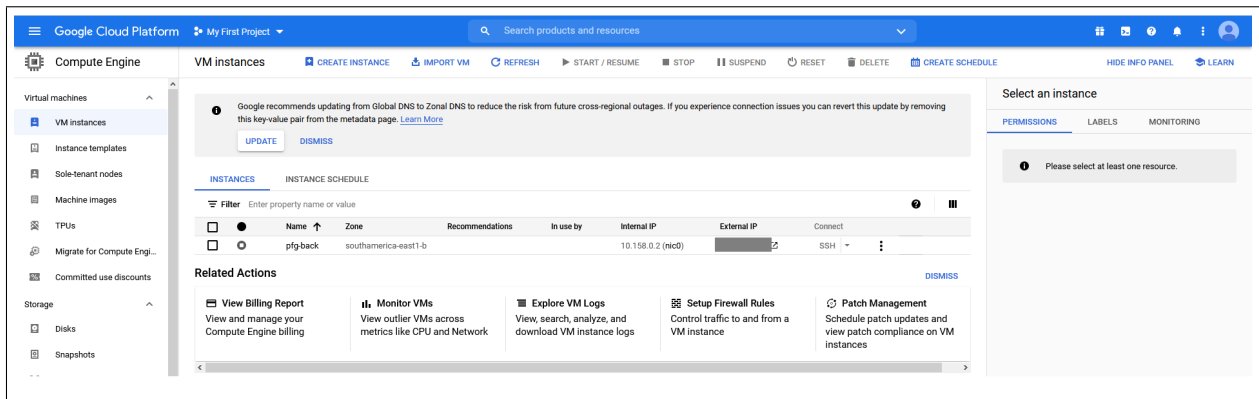 Google Cloud Platform My First Project Search products and resources
Compute Engine VM instances CREATE INSTANCE IMPORT VM REFRESH START / RESUME STOP SUSPEND RESET DELETE CREATE SCHEDULE HIDE INFO PANEL LEARN
Virtual machines
VM instances
Instance templates
Sole-tenant nodes
Machine images
TPUs
Migrate for Compute Engi...
Committed use discounts
Storage
Disks
Snapshots
Google recommends updating from Global DNS to Zonal DNS to reduce the risk from future cross-regional outages. If you experience connection issues you can revert this update by removing
this key-value pair from the metadata page. Learn More
UPDATE DISMISS
INSTANCES INSTANCE SCHEDULE
Filter Enter property name or value
Name Zone Recommendations In use by Internal IP External IP Connect
pfg-back southamerica-east1-b 10.158.0.2 (nic0) SSH
Related Actions DISMISS
View Billing Report
View and manage your
Compute Engine billing
Monitor VMs
View outlier VMs across
metrics like CPU and Network
Explore VM Logs
View, search, analyze, and
download VM instance logs
Setup Firewall Rules
Control traffic to and from a
VM instance
Patch Management
Schedule patch updates and
view patch compliance on VM
instances
Select an instance
PERMISSIONS LABELS MONITORING
Please select at least one resource.